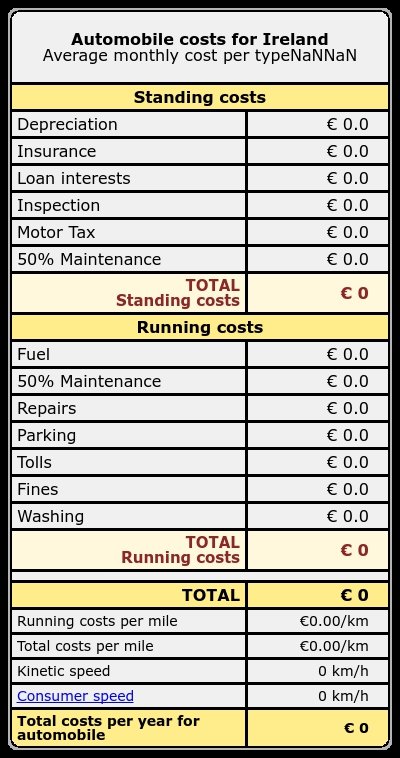 Automobile costs for Ireland
Average monthly cost per typeNaNNaN
Standing costs
Depreciation € 0.0
Insurance € 0.0
Loan interests € 0.0
Inspection € 0.0
Motor Tax € 0.0
50% Maintenance € 0.0
TOTAL
Standing costs € 0
Running costs
Fuel € 0.0
50% Maintenance € 0.0
Repairs € 0.0
Parking € 0.0
Tolls € 0.0
Fines € 0.0
Washing € 0.0
TOTAL
Running costs € 0
TOTAL € 0
Running costs per mile €0.00/km
Total costs per mile €0.00/km
Kinetic speed 0 km/h
Consumer speed 0 km/h
Total costs per year for
automobile € 0